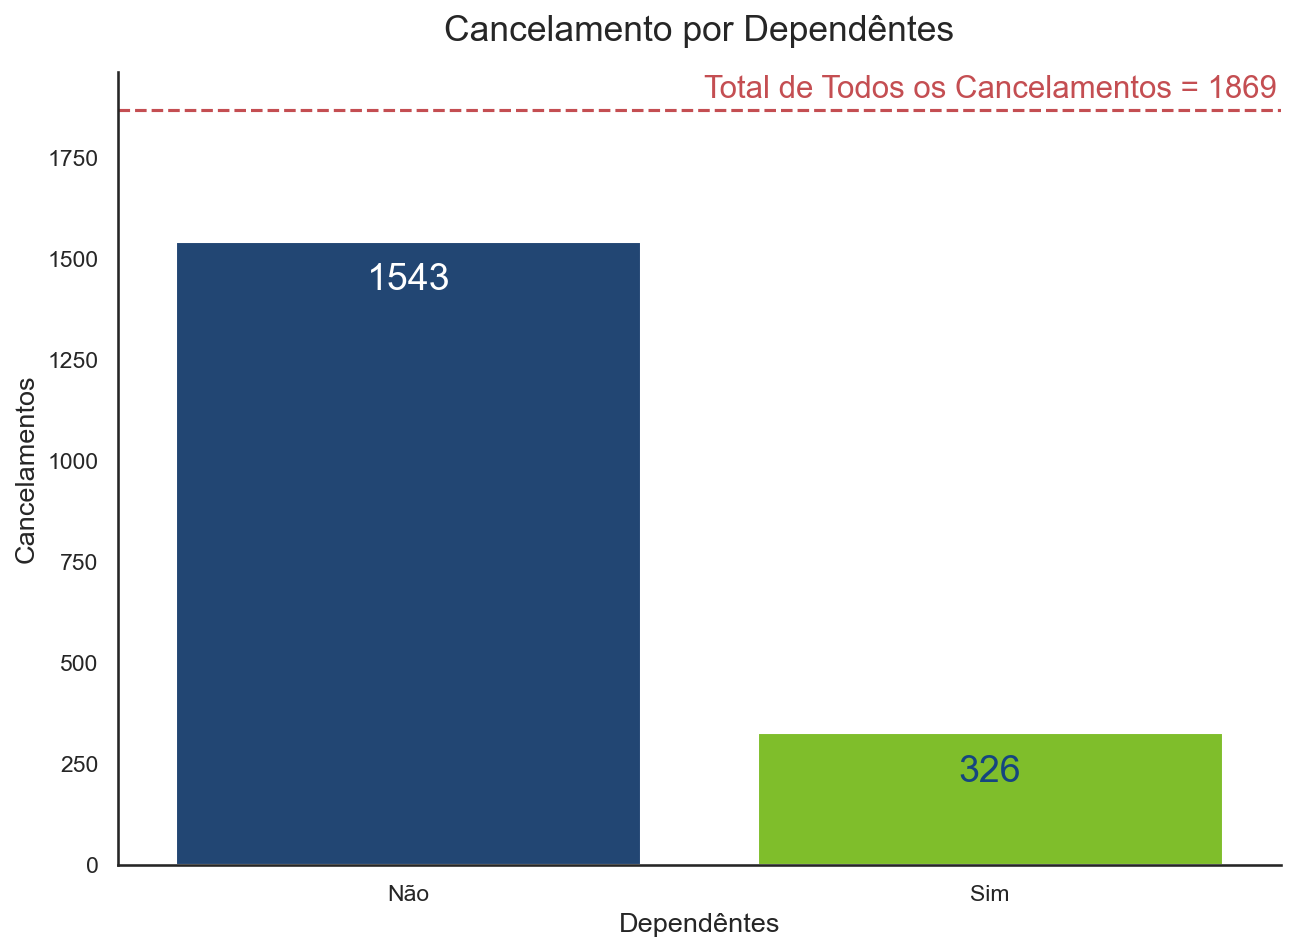 Cancelamento por Dependêntes
Total de Todos os Cancelamentos = 1869
1750
1500
1250
1000
750
500
250
0
Cancelamentos
1543
326
Não
Sim
Dependêntes